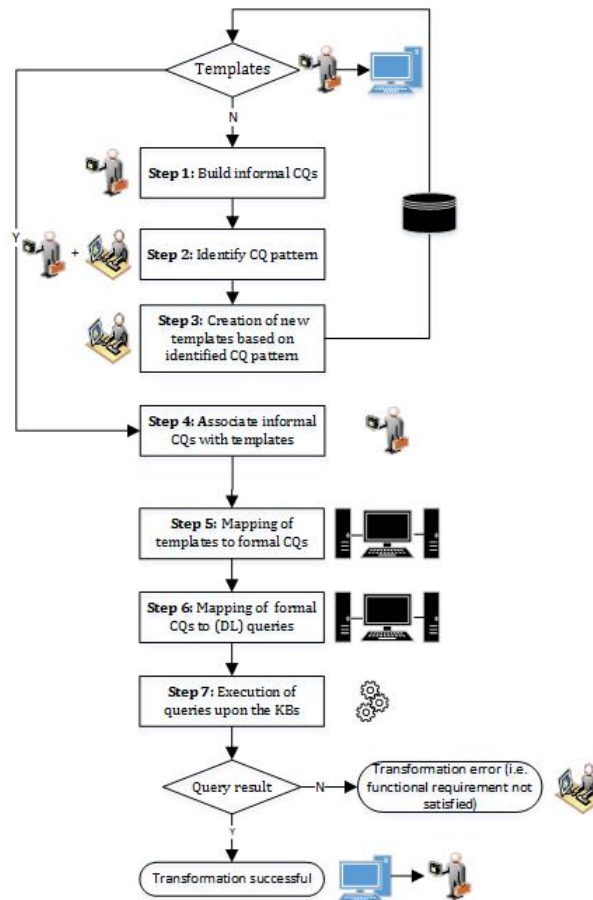 Templates
N
Step 1: Build informal CQs
Y
+
Step 2: Identify CQ pattern
Step 3: Creation of new
templates based on
identified CQ pattern
Step 4: Associate informal
CQs with templates
Step 5: Mapping of
templates to formal CQs
Step 6: Mapping of formal
CQs to (DL) queries
Step 7: Execution of
queries upon the KBs
Query result
N
Transformation error (i.e.
functional requirement not
satisfied)
Y
Transformation successful